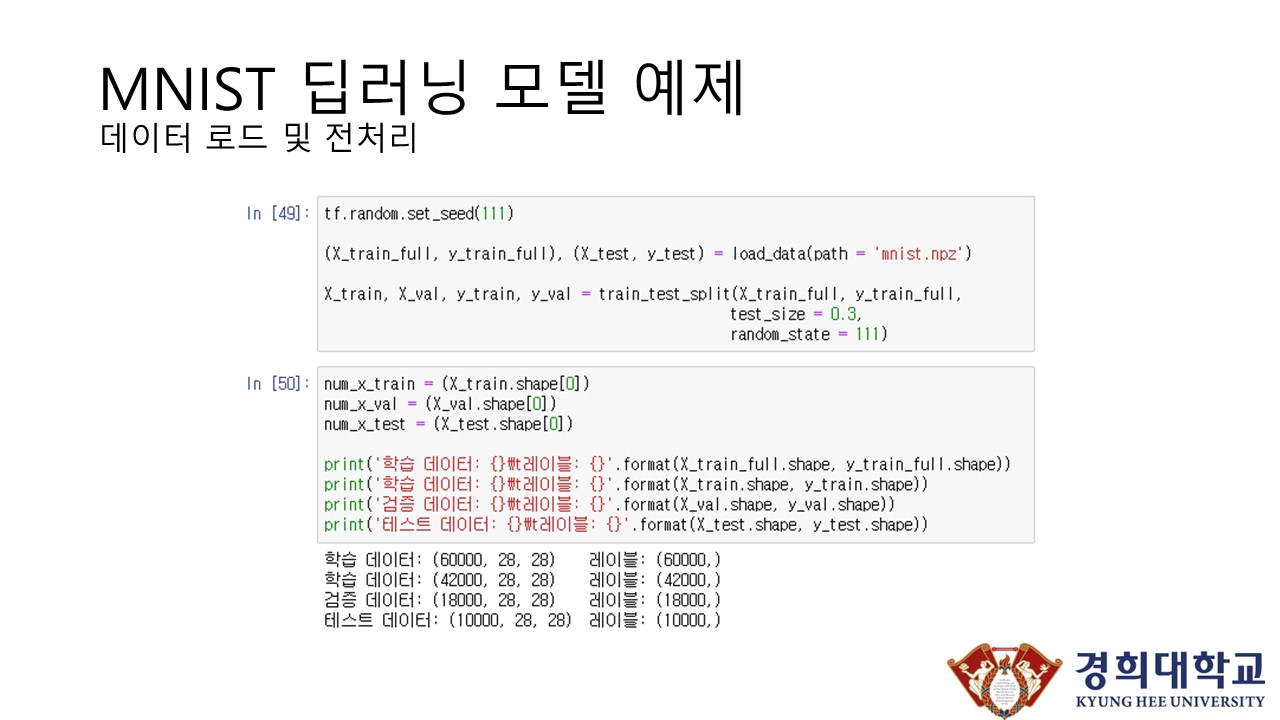 MNIST 딥러닝 모델 예제
데이터 로드 및 전처리
In [49]: tf.random.set_seed(111)
(X_train_full, y_train_full), (X_test, y_test) = load_data(path = 'mnist.npz')
X_train, X_val, y_train, y_val = train_test_split(X_train_full, y_train_full,
test_size = 0.3,
random_state = 111)
In [50]: num_x_train = (X_train.shape[0])
num_x_val = (X_val.shape[0])
num_x_test = (X_test.shape[0])
print('학습 데이터: {}₩t레이블: {}'.format(X_train_full.shape, y_train_full.shape))
print('학습 데이터: {}₩t레이블: {}'.format(X_train.shape, y_train.shape))
print('검증 데이터: {}₩t레이블: {}'.format(X_val.shape, y_val.shape))
print('테스트 데이터: {}₩t레이블: {}'.format(X_test.shape, y_test.shape))
학습 데이터: (60000, 28, 28) 레이블: (60000,)
학습 데이터: (42000, 28, 28) 레이블: (42000,)
검증 데이터: (18000, 28, 28) 레이블: (18000,)
테스트 데이터: (10000, 28, 28) 레이블: (10000,)
경희대학교
KYUNG HEE UNIVERSITY